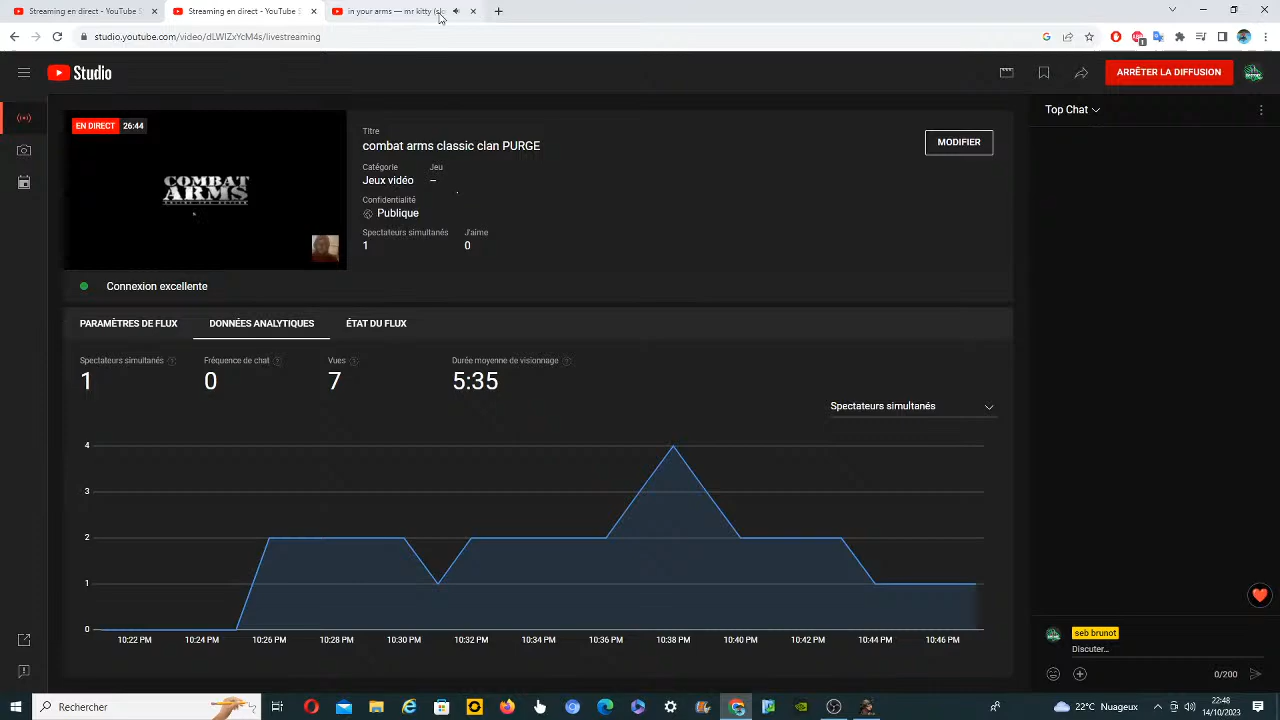 Streaming en direct - YouTube S
Streaming en direct - YouTube S
in your arms — mr kitty
studio.youtube.com/video/dLWIZxYcM4s/livestreaming
Studio
ARRÊTER LA DIFFUSION
EN DIRECT 26:44
COMBAT
ARMS
Titre
combat arms classic clan PURGE
MODIFIER
Catégorie Jeu
Jeux vidéo –
Confidentialité
Publique
Spectateurs simultanés J'aime
1 0
Connexion excellente
PARAMÈTRES DE FLUX DONNÉES ANALYTIQUES ÉTAT DU FLUX
Spectateurs simultanés Fréquence de chat Vues Durée moyenne de visionnage
1 0 7 5:35
Spectateurs simultanés
4
3
2
1
0
10:22 PM 10:24 PM 10:26 PM 10:28 PM 10:30 PM 10:32 PM 10:34 PM 10:36 PM 10:38 PM 10:40 PM 10:42 PM 10:44 PM 10:46 PM
Top Chat
seb brunot
Discuter...
0/200
Rechercher
22°C Nuageux
22:48
14/10/2023